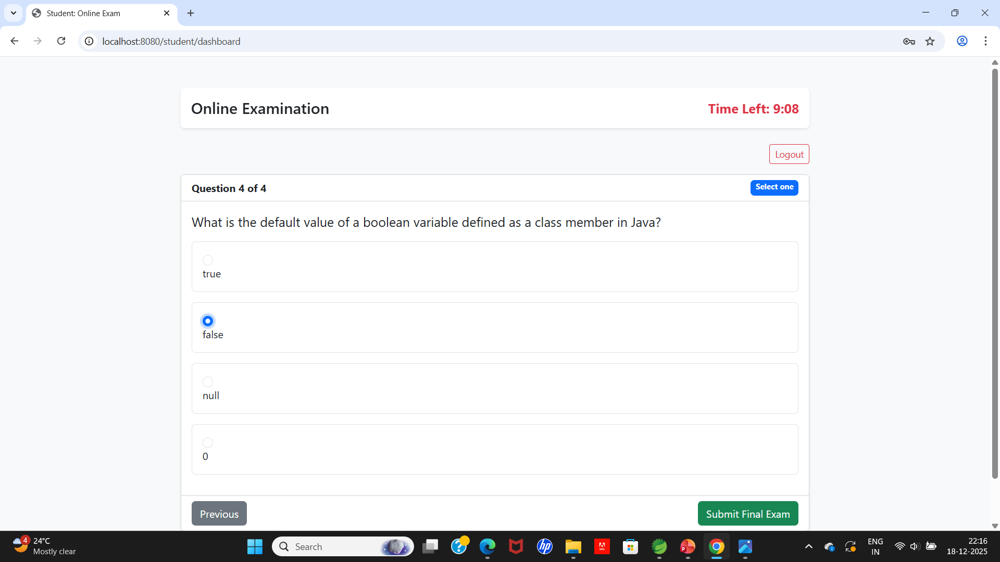 Student: Online Exam
localhost:8080/student/dashboard
Online Examination
Time Left: 9:08
Logout
Question 4 of 4
Select one
What is the default value of a boolean variable defined as a class member in Java?
true
false
null
0
Previous
Submit Final Exam
4
24°C
Mostly clear
Search
hp
ENG
IN
22:16
18-12-2025